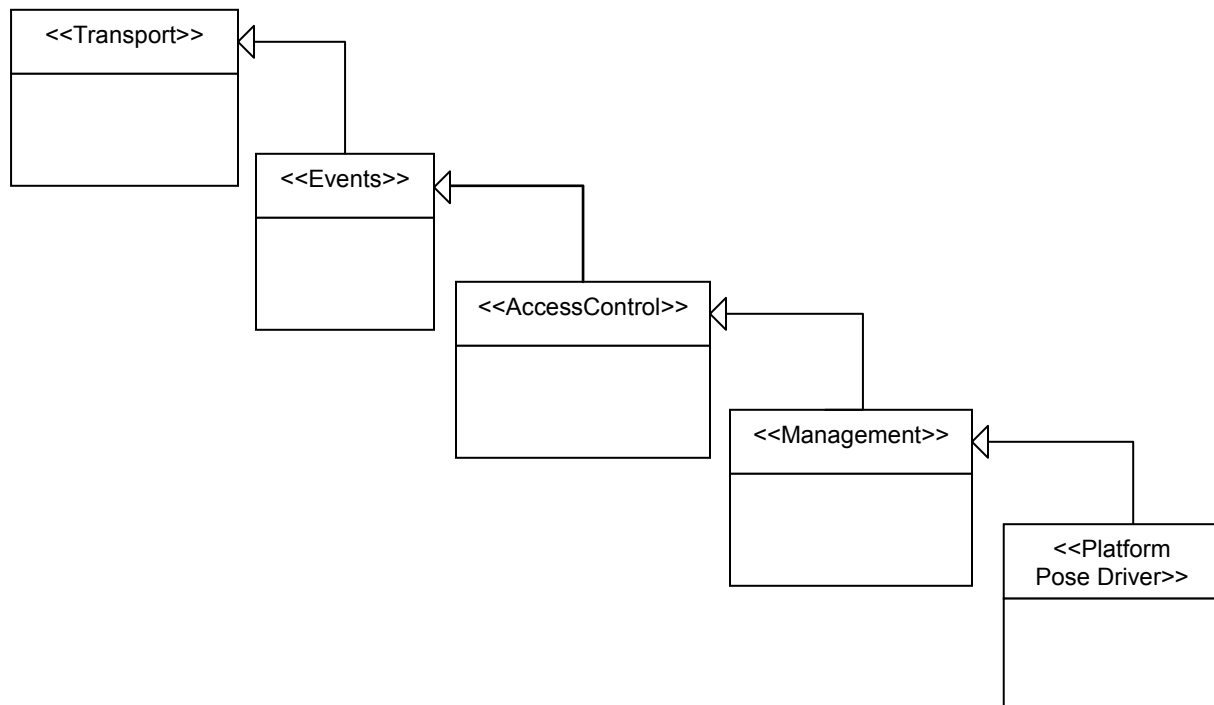 <<Transport>>
<<Events>>
<<AccessControl>>
<<Management>>
<<Platform
Pose Driver>>